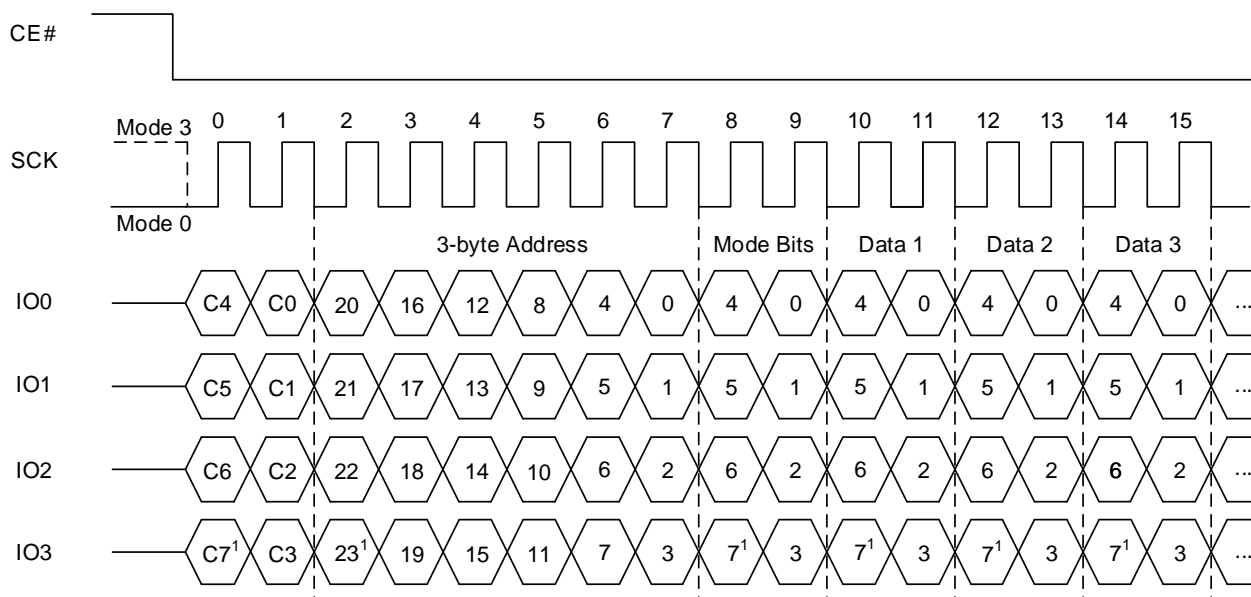 CE#
Mode 3 0 1 2 3 4 5 6 7 8 9 10 11 12 13 14 15
SCK
Mode 0
3-byte Address Mode Bits Data 1 Data 2 Data 3
IO0 C4 C0 20 16 12 8 4 0 4 0 4 0 4 0 4 0 ...
IO1 C5 C1 21 17 13 9 5 1 5 1 5 1 5 1 5 1 ...
IO2 C6 C2 22 18 14 10 6 2 6 2 6 2 6 2 6 2 ...
IO3 C7¹ C3 23¹ 19 15 11 7 3 7¹ 3 7¹ 3 7¹ 3 7¹ 3 ...